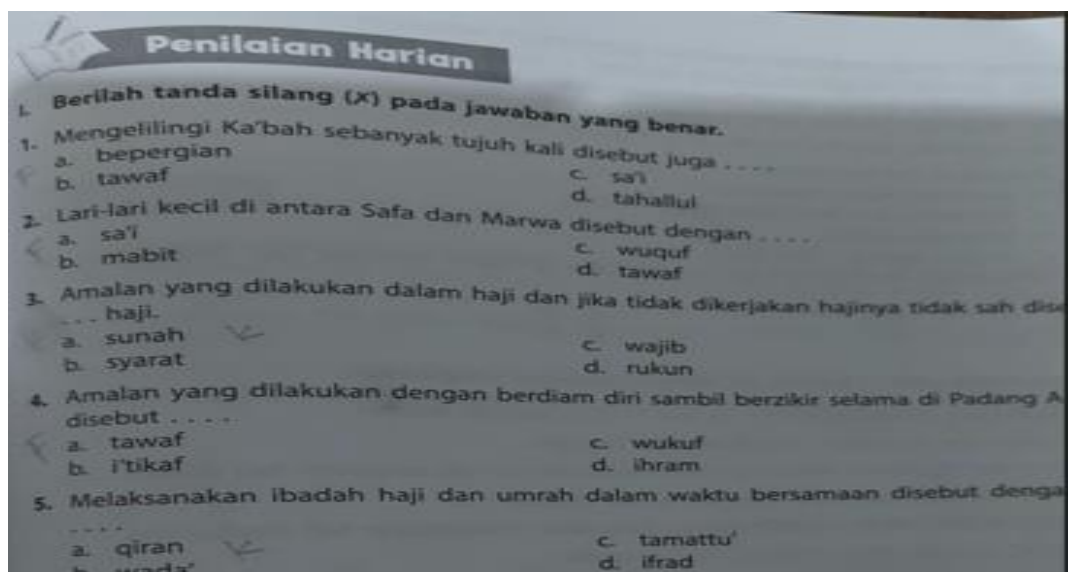 Penilaian Harian
I. Berilah tanda silang (X) pada jawaban yang benar.
1. Mengelilingi Ka'bah sebanyak tujuh kali disebut juga . . . .
a. bepergian
b. tawaf
c. sa'i
d. tahallul
2. Lari-lari kecil di antara Safa dan Marwa disebut dengan . . . .
a. sa'i
b. mabit
c. wuquf
d. tawaf
3. Amalan yang dilakukan dalam haji dan jika tidak dikerjakan hajinya tidak sah dise
. . . haji.
a. sunah
b. syarat
c. wajib
d. rukun
4. Amalan yang dilakukan dengan berdiam diri sambil berzikir selama di Padang A
disebut . . . .
a. tawaf
b. i'tikaf
c. wukuf
d. ihram
5. Melaksanakan ibadah haji dan umrah dalam waktu bersamaan disebut denga
. . . .
a. qiran
b. wada'
c. tamattu'
d. ifrad